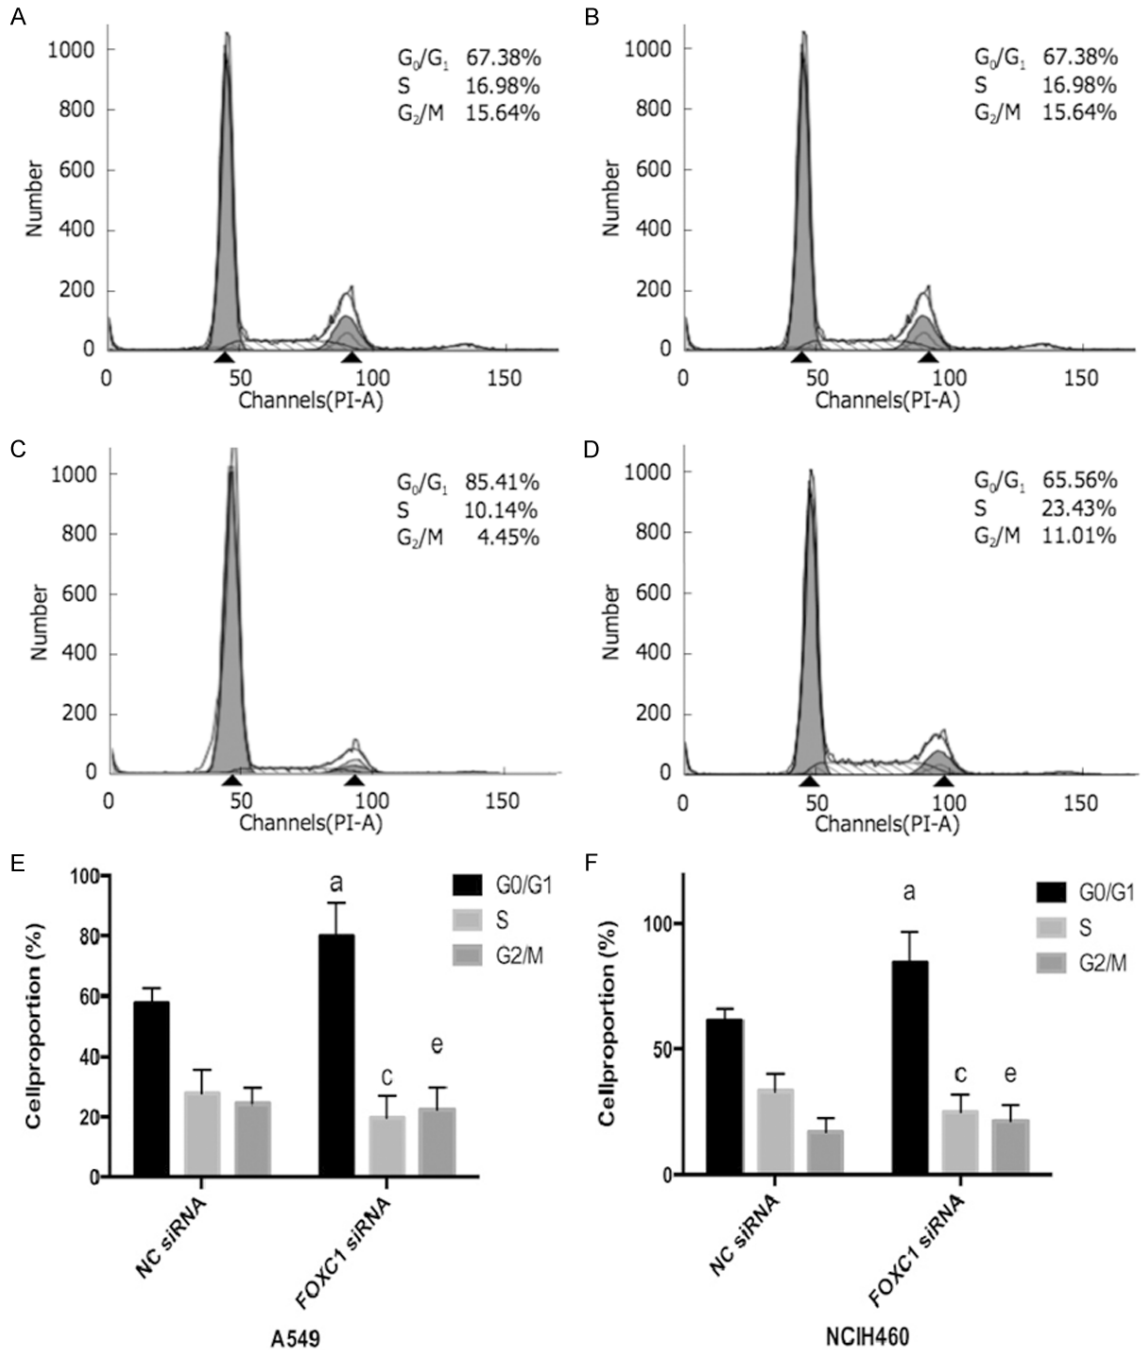 A
1000
800
600
400
200
0
Number
G0/G1 67.38%
S 16.98%
G2/M 15.64%
0 50 100 150
Channels(PI-A)
B
1000
800
600
400
200
0
Number
G0/G1 67.38%
S 16.98%
G2/M 15.64%
0 50 100 150
Channels(PI-A)
C
1000
800
600
400
200
0
Number
G0/G1 85.41%
S 10.14%
G2/M 4.45%
0 50 100 150
Channels(PI-A)
D
1000
800
600
400
200
0
Number
G0/G1 65.56%
S 23.43%
G2/M 11.01%
0 50 100 150
Channels(PI-A)
E
100
80
60
40
20
0
Cellproportion (%)
a
c
e
G0/G1
S
G2/M
NC siRNA
FOXC1 siRNA
A549
F
100
50
0
Cellproportion (%)
a
c
e
G0/G1
S
G2/M
NC siRNA
FOXC1 siRNA
NCIH460